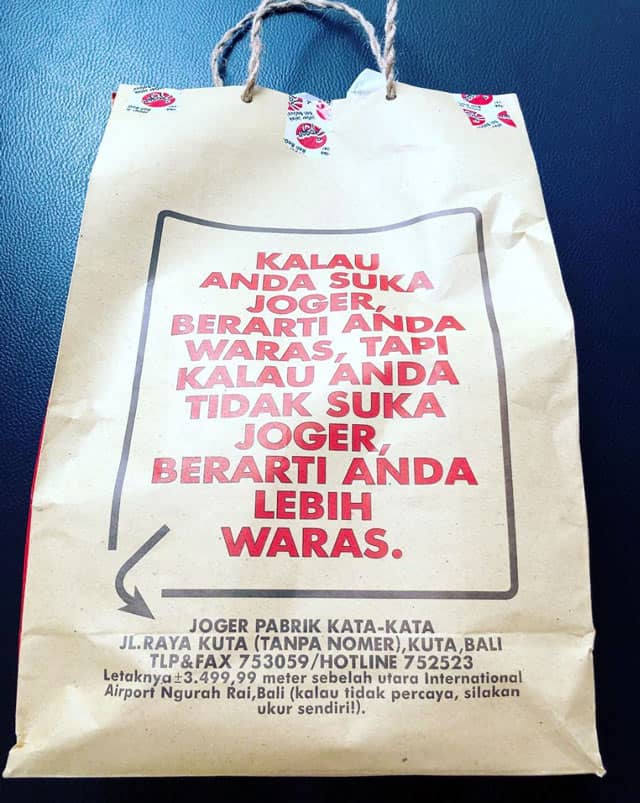 KALAU
ANDA SUKA
JOGER,
BERARTI ANDA
WARAS, TAPI
KALAU ANDA
TIDAK SUKA
JOGER,
BERARTI ANDA
LEBIH
WARAS.
JOGER PABRIK KATA-KATA
JL.RAYA KUTA (TANPA NOMER),KUTA,BALI
TLP&FAX 753059/HOTLINE 752523
Letaknya±3.499,99 meter sebelah utara International
Airport Ngurah Rai,Bali (kalau tidak percaya, silakan
ukur sendiri!).